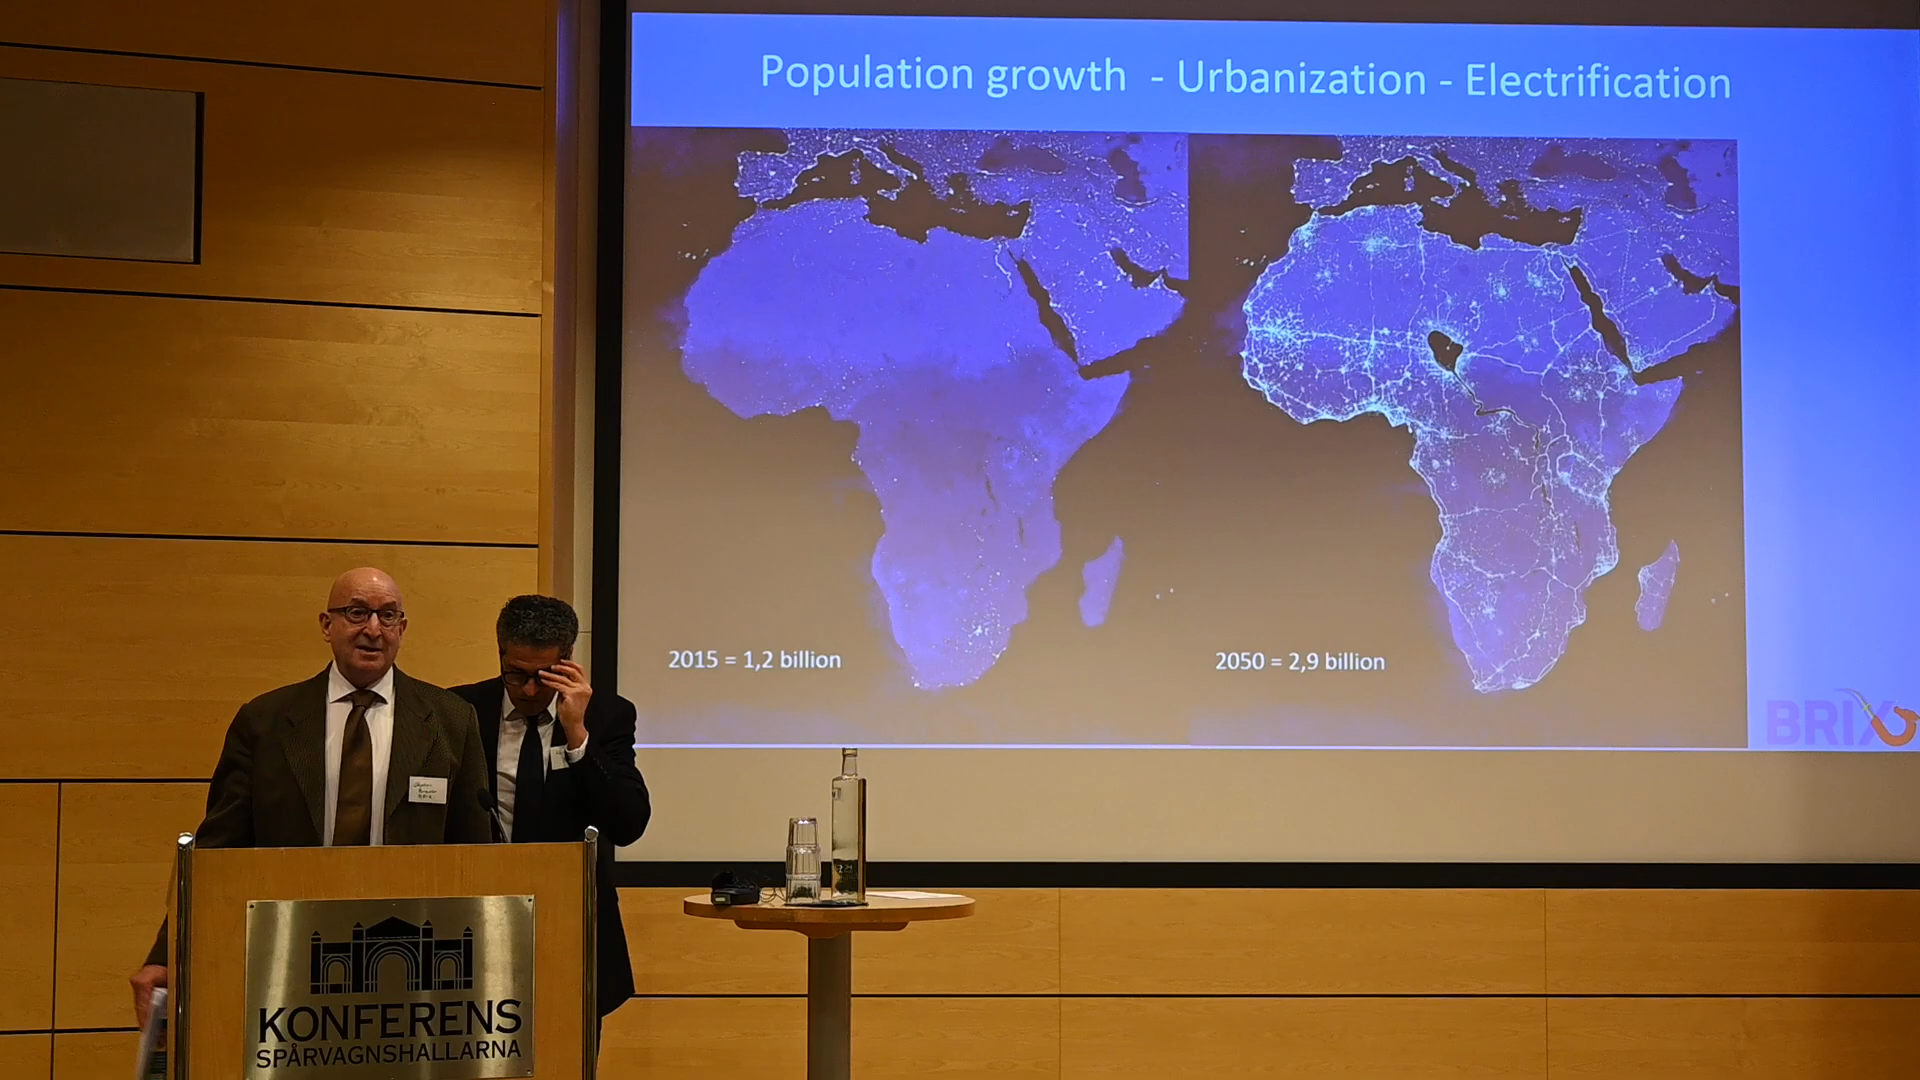 Population growth - Urbanization - Electrification
2015 = 1,2 billion
2050 = 2,9 billion
BRIX
KONFERENS
SPÅRVAGNSHALLARNA